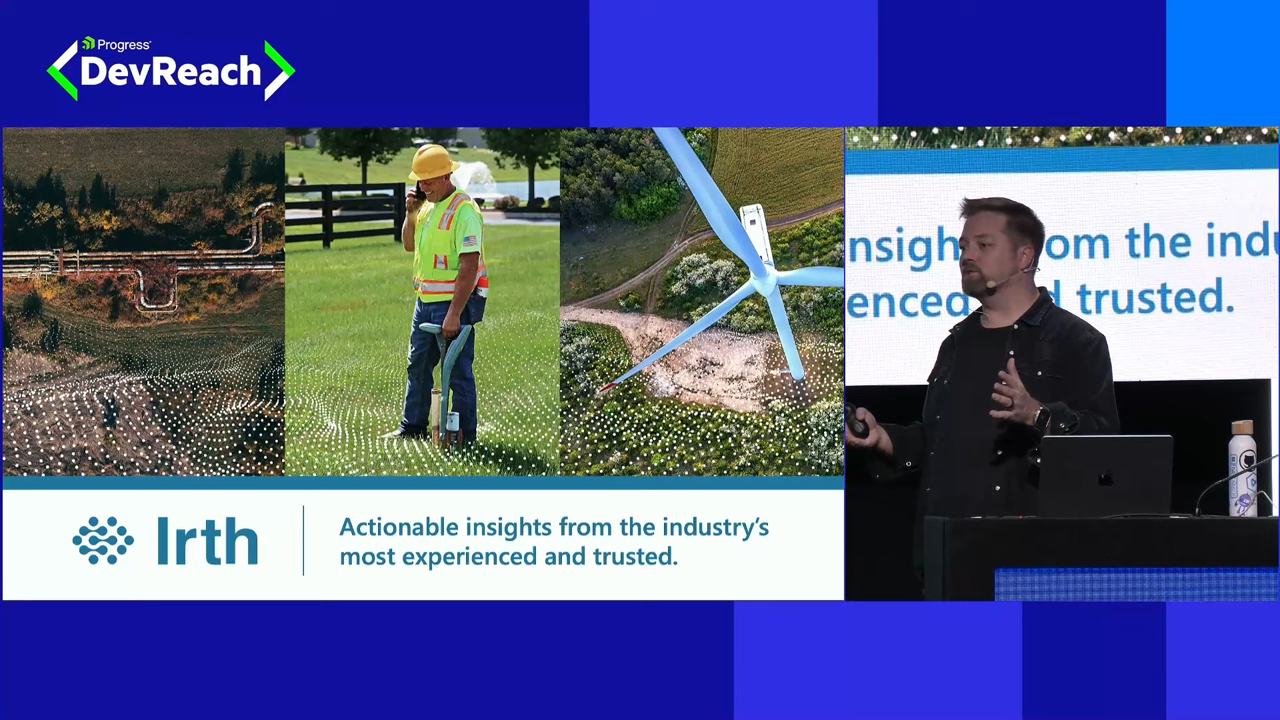 Progress
DevReach
Irth
Actionable insights from the industry's
most experienced and trusted.
nsigh om the indu
enced d trusted.